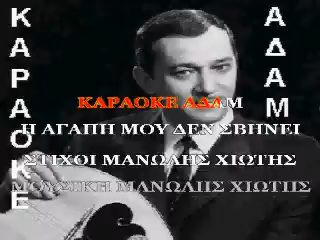 ΚΑΡΑΟΚΕ
ΑΔΑΜ
ΚΑΡΑΟΚΕ ΑΔΑΜ
Η ΑΓΑΠΗ ΜΟΥ ΔΕΝ ΣΒΗΝΕΙ
ΣΤΙΧΟΙ ΜΑΝΩΛΗΣ ΧΙΩΤΗΣ
ΜΟΥΣΙΚΗ ΜΑΝΩΛΗΣ ΧΙΩΤΗΣ